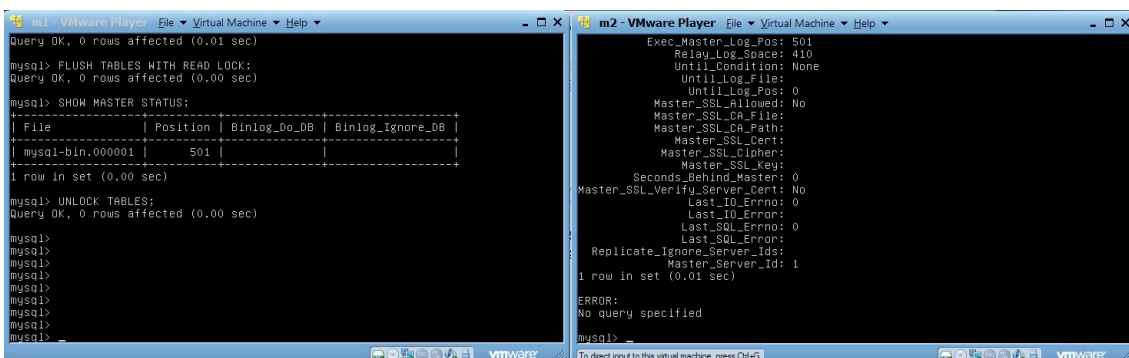 m1 - VMware Player File ▼ Virtual Machine ▼ Help ▼
Query OK, 0 rows affected (0.01 sec)
mysql> FLUSH TABLES WITH READ LOCK;
Query OK, 0 rows affected (0.00 sec)
mysql> SHOW MASTER STATUS;
+------------------+----------+--------------+------------------+
| File | Position | Binlog_Do_DB | Binlog_Ignore_DB |
+------------------+----------+--------------+------------------+
| mysql-bin.000001 | 501 | | |
+------------------+----------+--------------+------------------+
1 row in set (0.00 sec)
mysql> UNLOCK TABLES;
Query OK, 0 rows affected (0.00 sec)
mysql>
mysql>
mysql>
mysql>
mysql>
mysql>
mysql>
mysql> _
vmware
m2 - VMware Player File ▼ Virtual Machine ▼ Help ▼
Exec_Master_Log_Pos: 501
Relay_Log_Space: 410
Until_Condition: None
Until_Log_File:
Until_Log_Pos: 0
Master_SSL_Allowed: No
Master_SSL_CA_File:
Master_SSL_CA_Path:
Master_SSL_Cert:
Master_SSL_Cipher:
Master_SSL_Key:
Seconds_Behind_Master: 0
Master_SSL_Verify_Server_Cert: No
Last_IO_Errno: 0
Last_IO_Error:
Last_SQL_Errno: 0
Last_SQL_Error:
Replicate_Ignore_Server_Ids:
Master_Server_Id: 1
1 row in set (0.01 sec)
ERROR:
No query specified
mysql> _
To direct input to this virtual machine, press Ctrl+G.
vmware